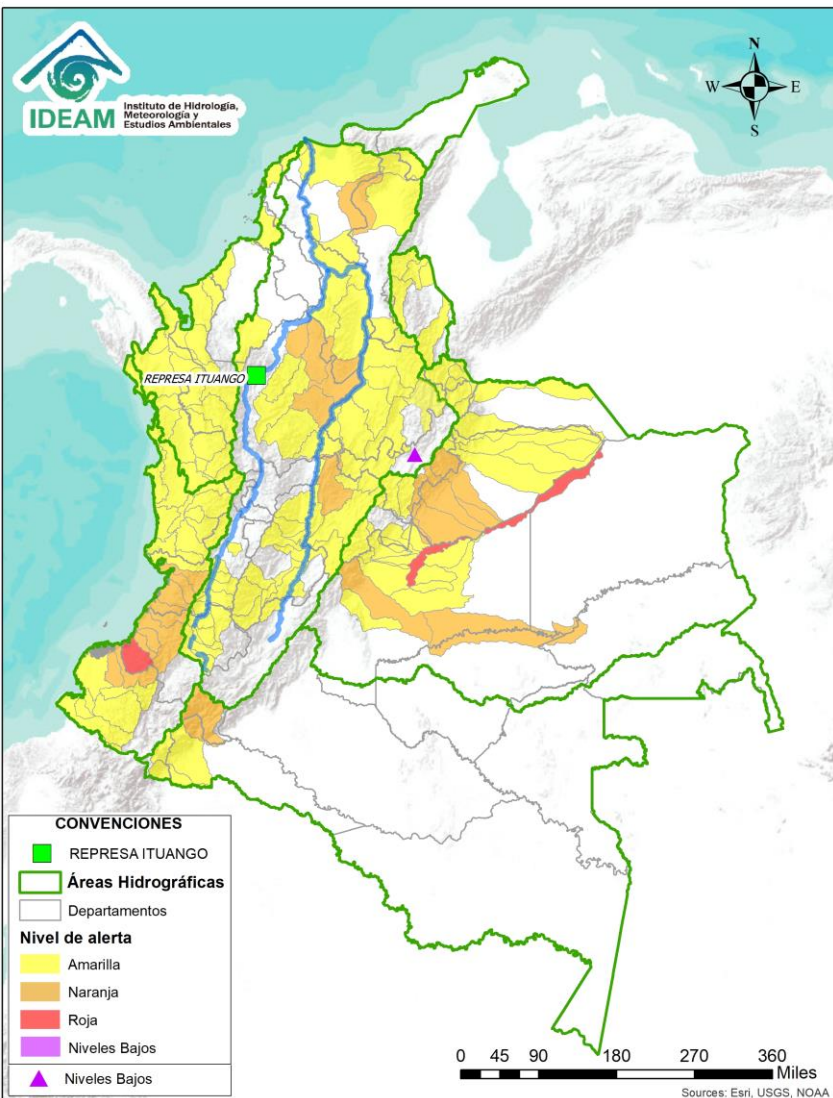 IDEAM
Instituto de Hidrología,
Meteorología y
Estudios Ambientales
N
W
E
S
REPRESA ITUANGO
CONVENCIONES
REPRESA ITUANGO
Áreas Hidrográficas
Departamentos
Nivel de alerta
Amarilla
Naranja
Roja
Niveles Bajos
Niveles Bajos
0 45 90 180 270 360
Miles
Sources: Esri, USGS, NOAA